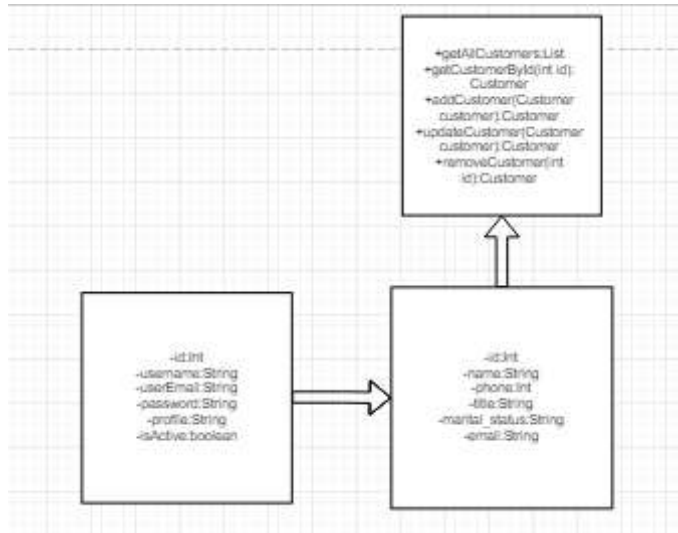 +getAllCustomers:List
+getCustomerById(int id):
Customer
+addCustomer(Customer
customer):Customer
+updateCustomer(Customer
customer):Customer
+removeCustomer(int
id):Customer
-id:Int
-username:String
-userEmail:String
-password:String
-profile:String
-isActive:boolean
-id:Int
-name:String
-phone:Int
-title:String
-marital_status:String
-email:String